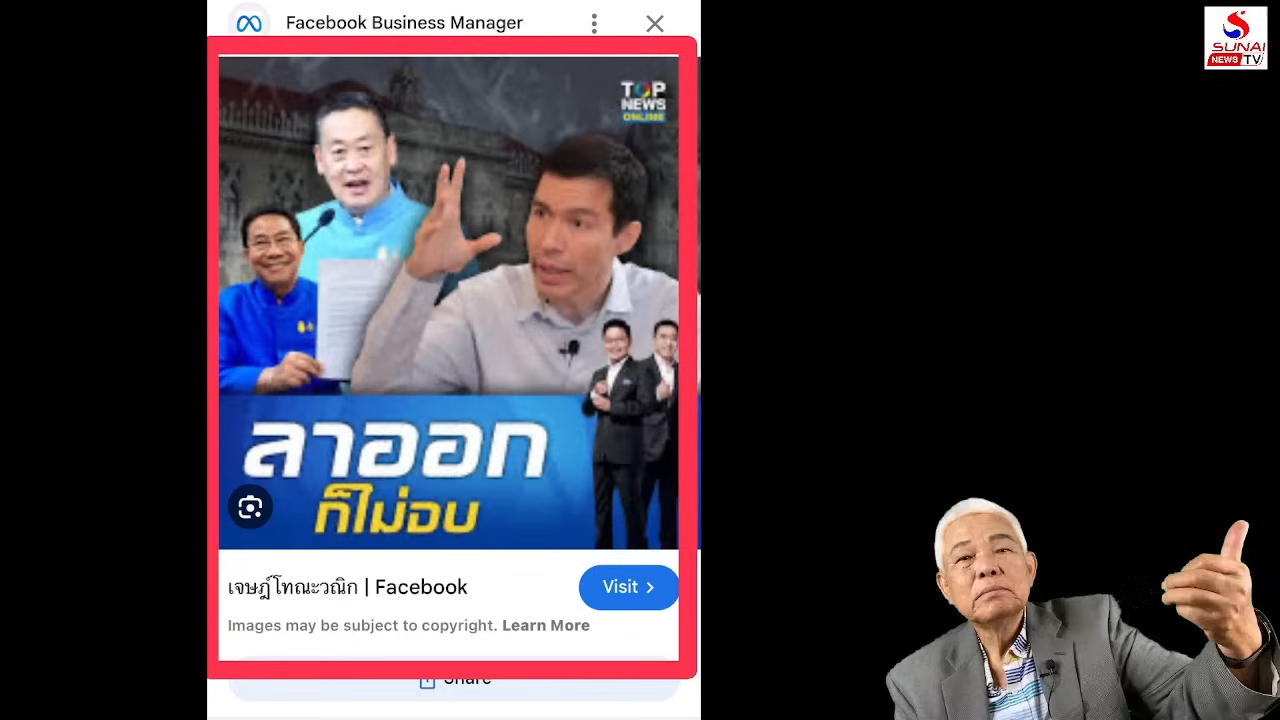 Facebook Business Manager
SUNAI
NEWS TV
TOP
NEWS
ONLINE
ลาออก
ก็ไม่จบ
เจษฎ์โทณะวณิก | Facebook
Visit
Images may be subject to copyright. Learn More
Share